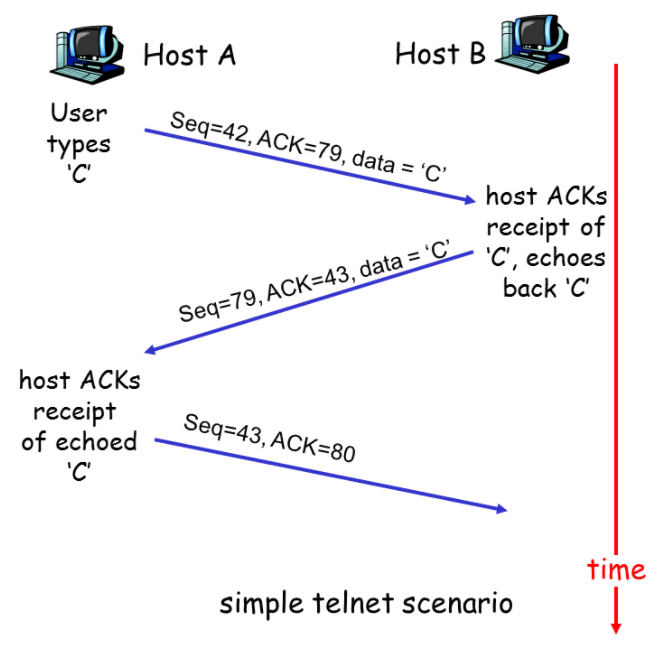 Host A
Host B
User
types
‘C’
Seq=42, ACK=79, data = ‘C’
host ACKs
receipt of
‘C’, echoes
back ‘C’
Seq=79, ACK=43, data = ‘C’
host ACKs
receipt
of echoed
‘C’
Seq=43, ACK=80
time
simple telnet scenario